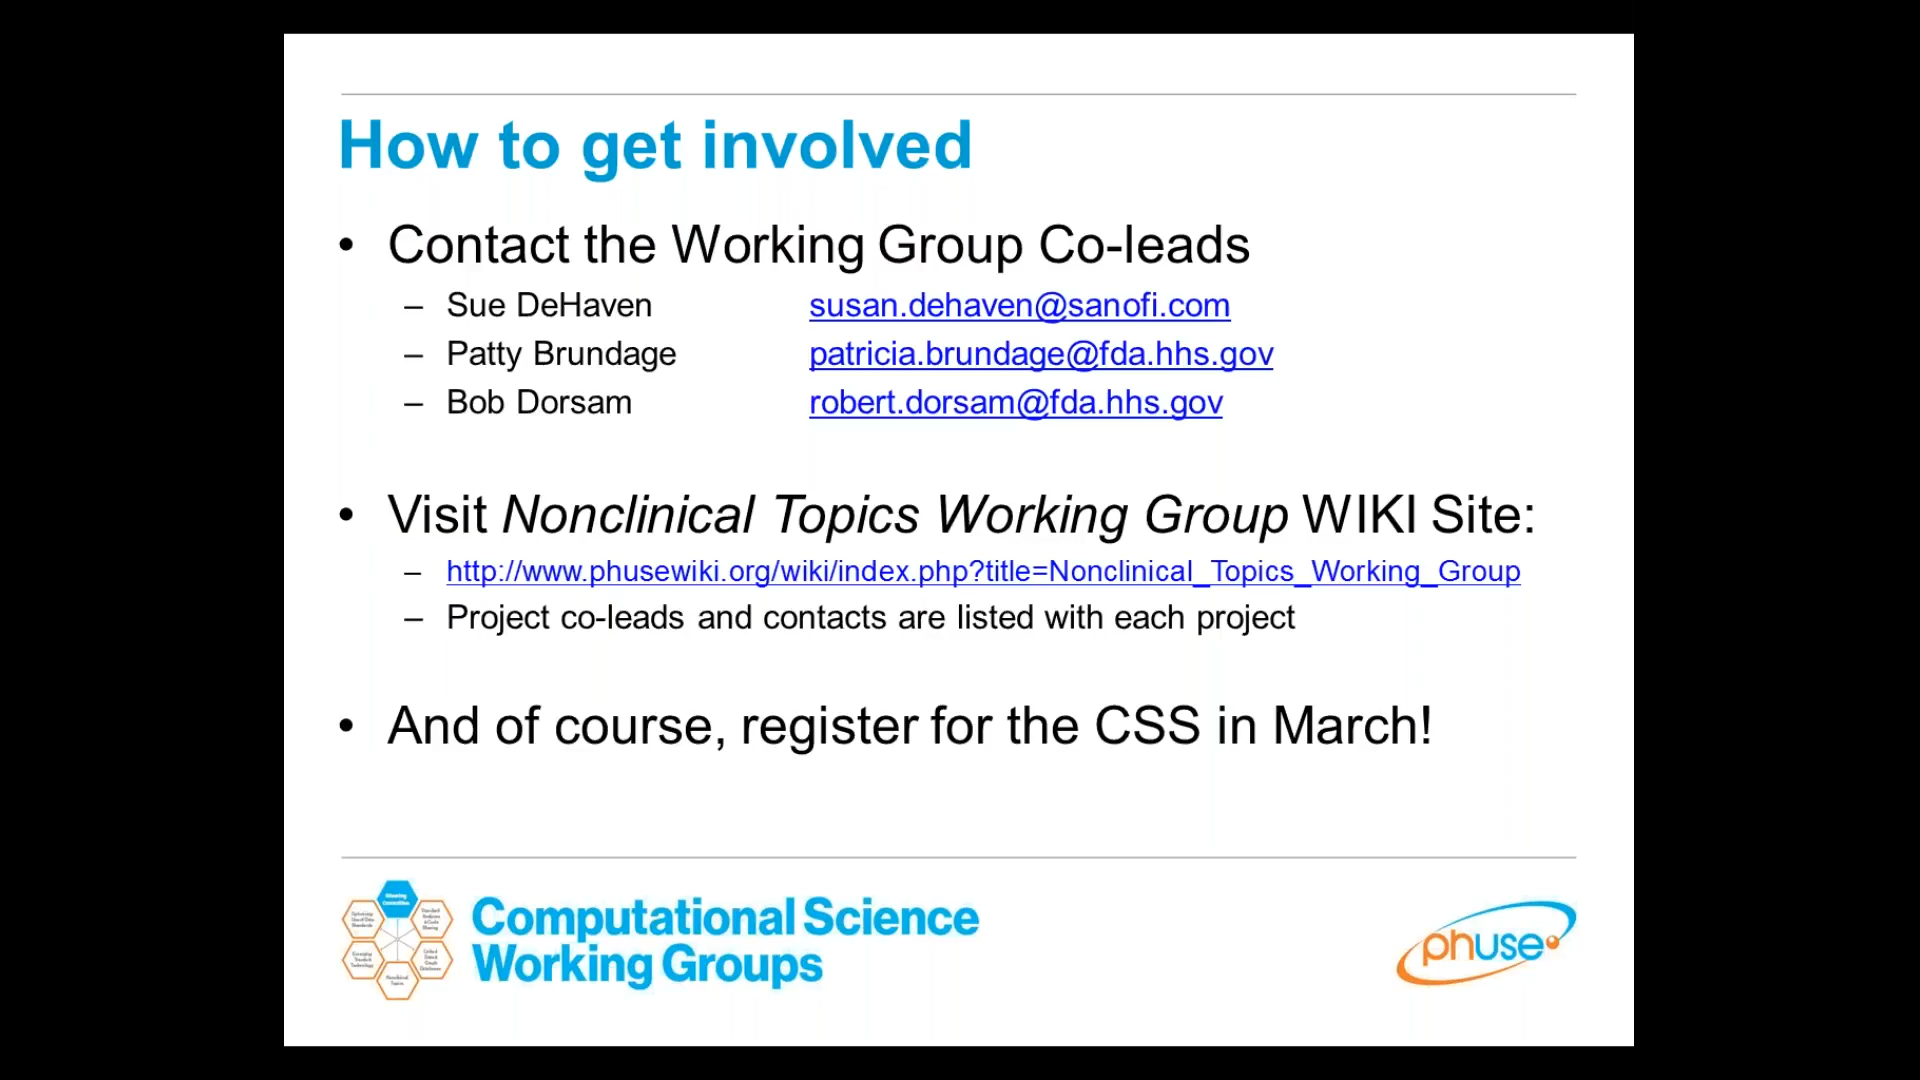 How to get involved
• Contact the Working Group Co-leads
– Sue DeHaven susan.dehaven@sanofi.com
– Patty Brundage patricia.brundage@fda.hhs.gov
– Bob Dorsam robert.dorsam@fda.hhs.gov
• Visit Nonclinical Topics Working Group WIKI Site:
– http://www.phusewiki.org/wiki/index.php?title=Nonclinical_Topics_Working_Group
– Project co-leads and contacts are listed with each project
• And of course, register for the CSS in March!
Computational Science
Working Groups
phuse